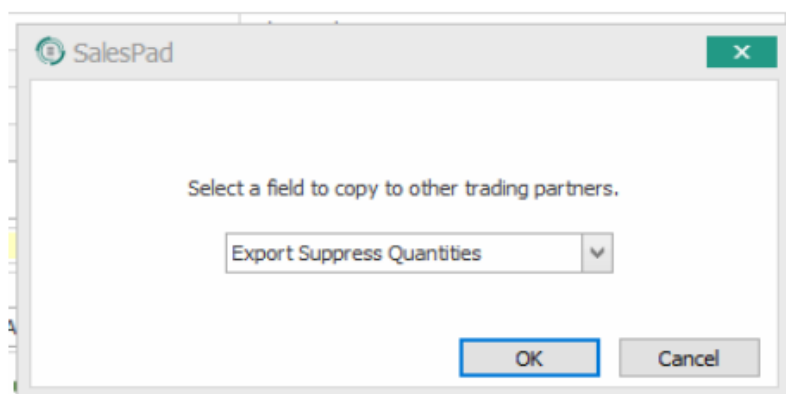 SalesPad
Select a field to copy to other trading partners.
Export Suppress Quantities
OK
Cancel